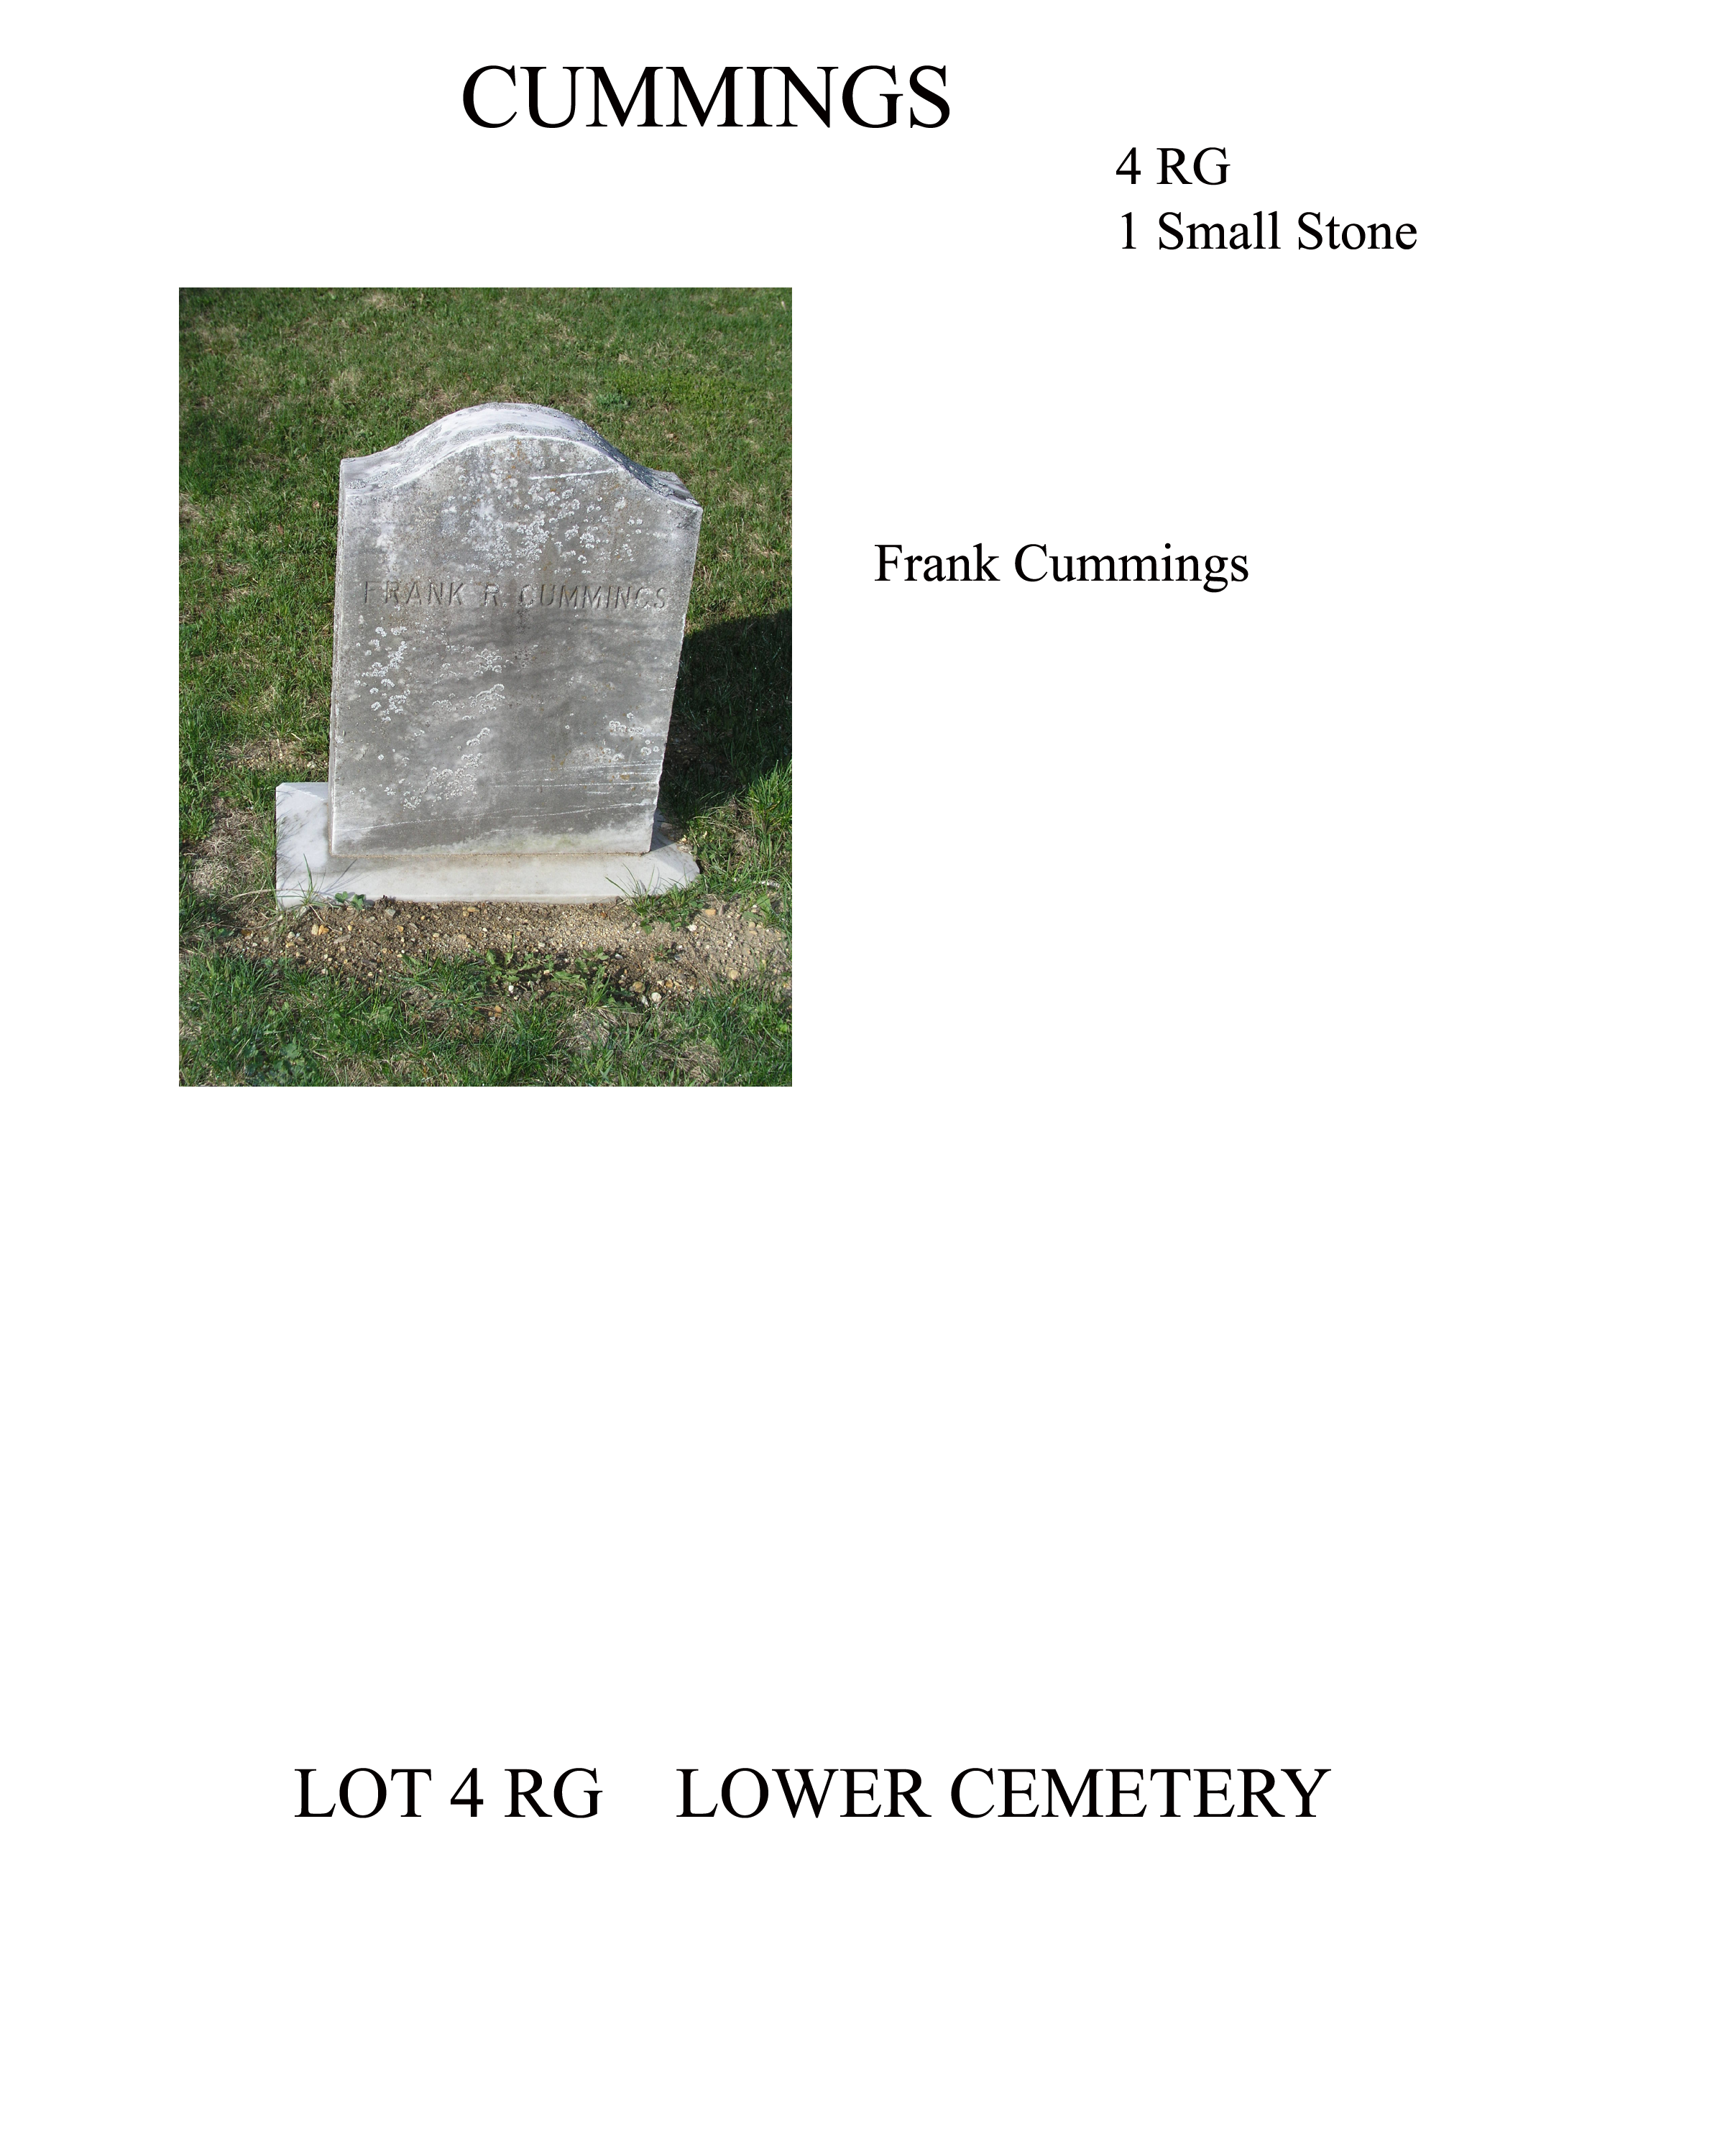 CUMMINGS
4 RG
1 Small Stone
FRANK R. CUMMINGS
Frank Cummings
LOT 4 RG LOWER CEMETERY